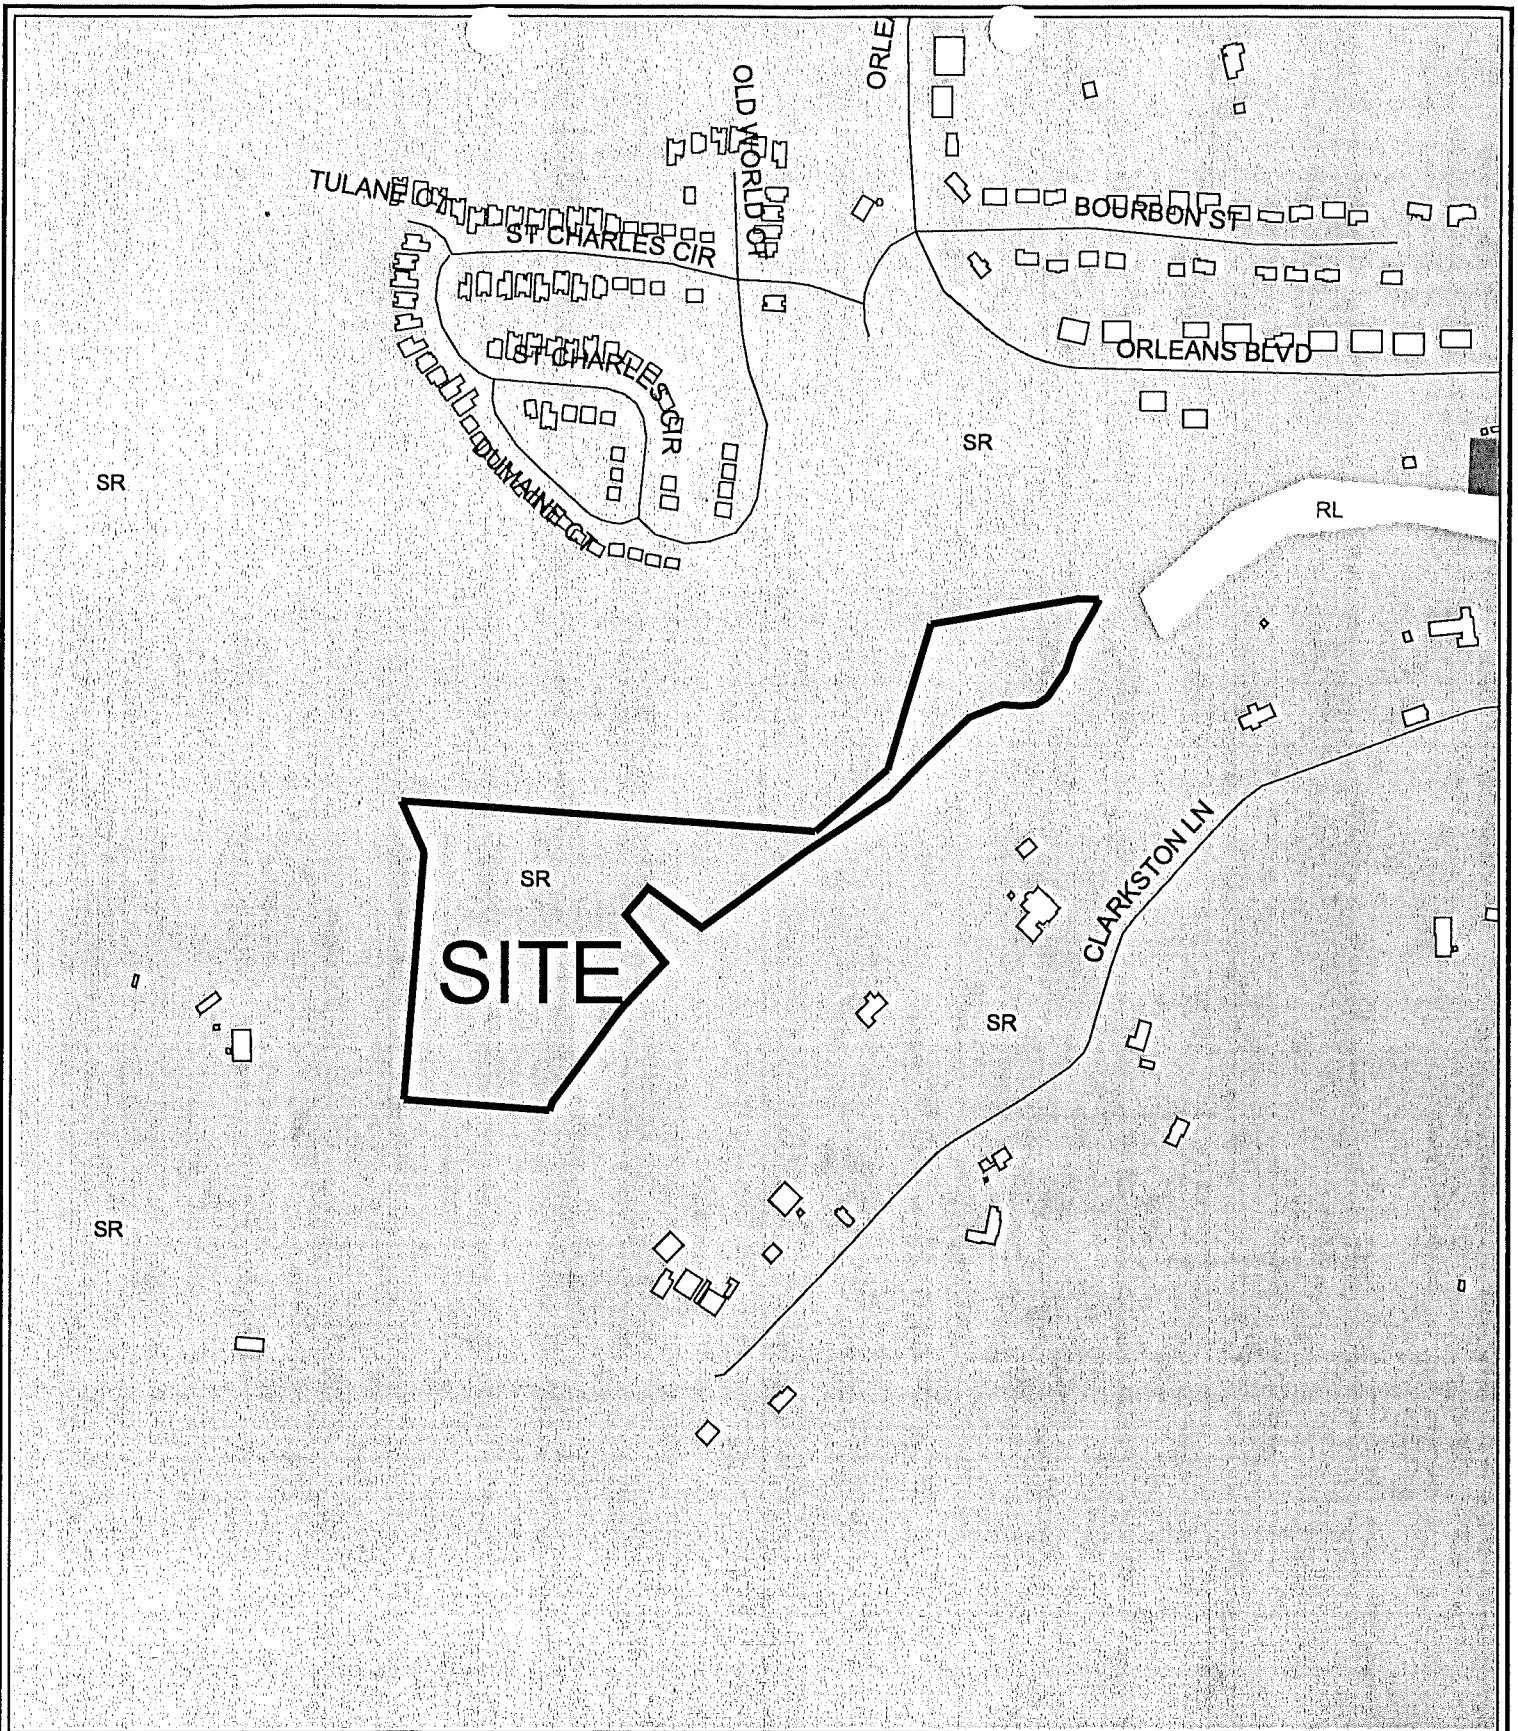 ORLE
OLD WORLD CT
TULANE CT
BOURBON ST
ST CHARLES CIR
ORLEANS BLVD
ST CHARLES CIR
SR
SR
DUMAINE CT
RL
CLARKSTON LN
SR
SITE
SR
SR